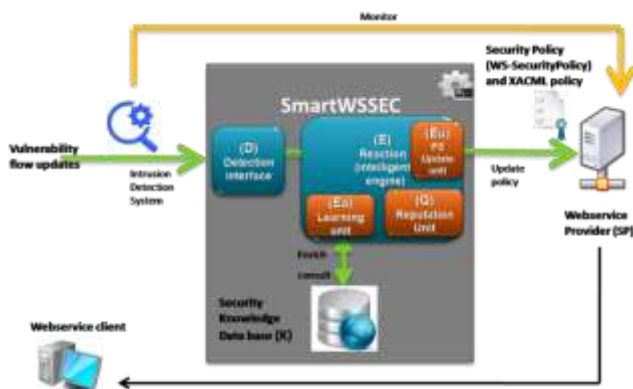 Monitor
Security Policy
(WS-SecurityPolicy)
and XACML policy
SmartWSSEC
Vulnerability
flow updates
Intrusion
Detection
System
(D)
Detection
interface
(E)
Reaction
(intelligent
engine)
(Eu)
PS
Update
unit
(Ea)
Learning
unit
(Q)
Reputation
Unit
Update
policy
Webservice
Provider (SP)
Enrich
consult
Security
Knowledge
Data base (K)
Webservice client